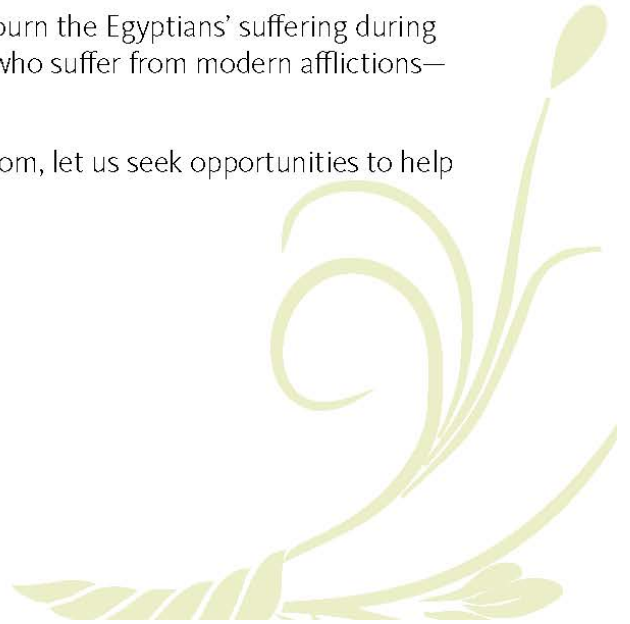 ourn the Egyptians’ suffering during
who suffer from modern afflictions—
om, let us seek opportunities to help